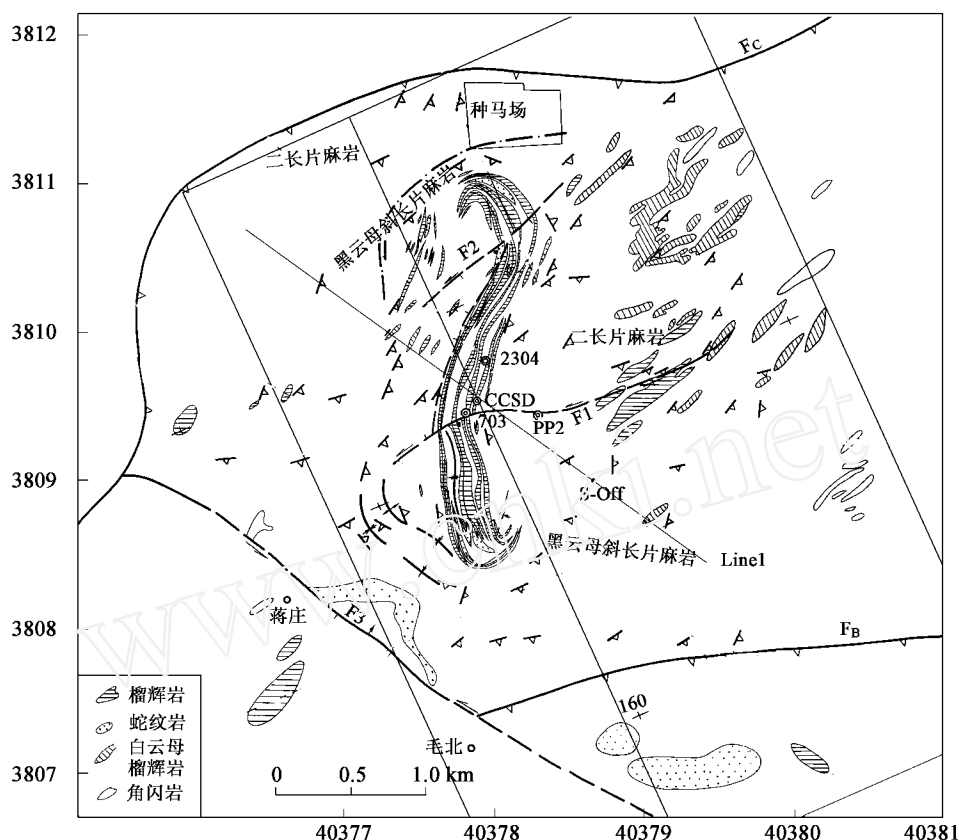 3812
3811
3810
3809
3808
3807
F_C
种马场
二长片麻岩
黑云母斜长片麻岩
F2
二长片麻岩
2304
CCSD
703
PP2
F1
S-Off
黑云母斜长片麻岩
Line1
蒋庄
F3
F_B
160
毛北
榴辉岩
蛇纹岩
白云母
榴辉岩
角闪岩
0 0.5 1.0 km
40377 40378 40379 40380 40381
www.cnki.net